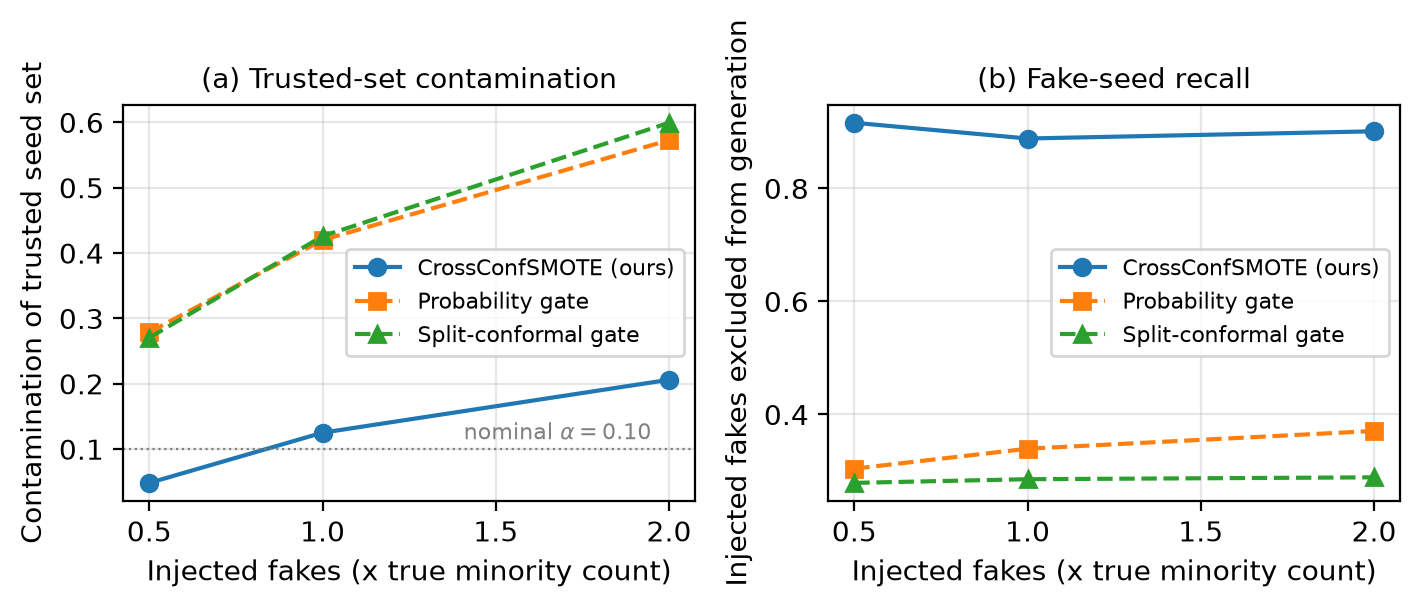 (a) Trusted-set contamination
Contamination of trusted seed set
0.6
0.5
0.4
0.3
0.2
0.1
CrossConfSMOTE (ours)
Probability gate
Split-conformal gate
nominal α = 0.10
0.5 1.0 1.5 2.0
Injected fakes (x true minority count)
(b) Fake-seed recall
Injected fakes excluded from generation
0.8
0.6
0.4
CrossConfSMOTE (ours)
Probability gate
Split-conformal gate
0.5 1.0 1.5 2.0
Injected fakes (x true minority count)